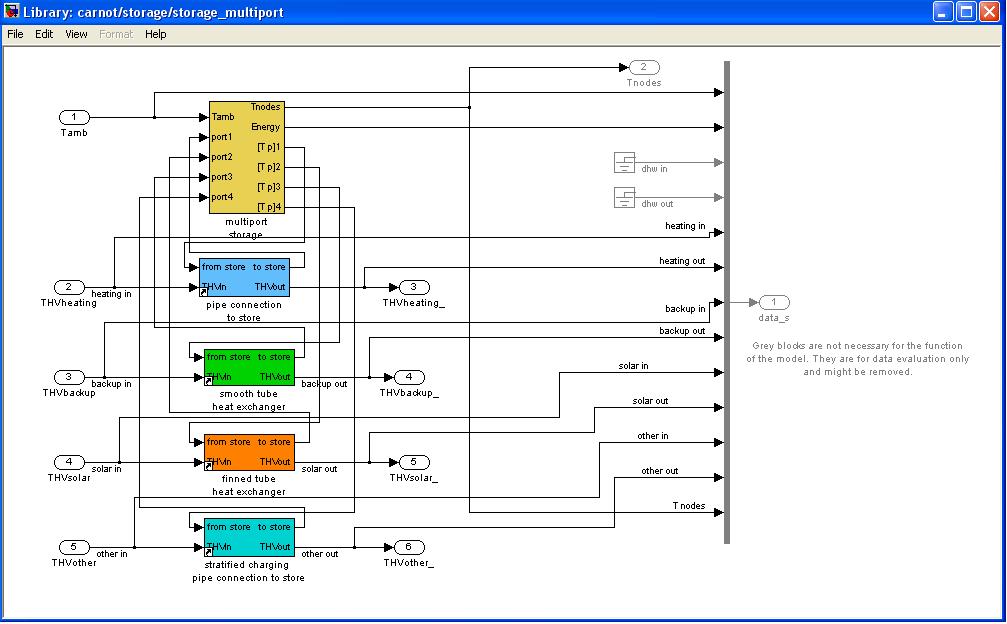 Library: carnot/storage/storage_multiport
File Edit View Format Help
2
Tnodes
1
Tamb
Tnodes
Tamb
Energy
port1
[T p]1
port2
[T p]2
port3
[T p]3
port4
[T p]4
multiport
storage
dhw in
dhw out
heating in
heating out
from store to store
THVin THVout
pipe connection
to store
2
THVheating
heating in
3
THVheating_
backup in
backup out
1
data_s
Grey blocks are not necessary for the function
of the model. They are for data evaluation only
and might be removed.
from store to store
THVin THVout
smooth tube
heat exchanger
3
THVbackup
backup in
backup out
4
THVbackup_
solar in
solar out
from store to store
THVin THVout
finned tube
heat exchanger
4
THVsolar
solar in
solar out
5
THVsolar_
other in
other out
T nodes
from store to store
THVin THVout
stratified charging
pipe connection to store
5
THVother
other in
other out
6
THVother_